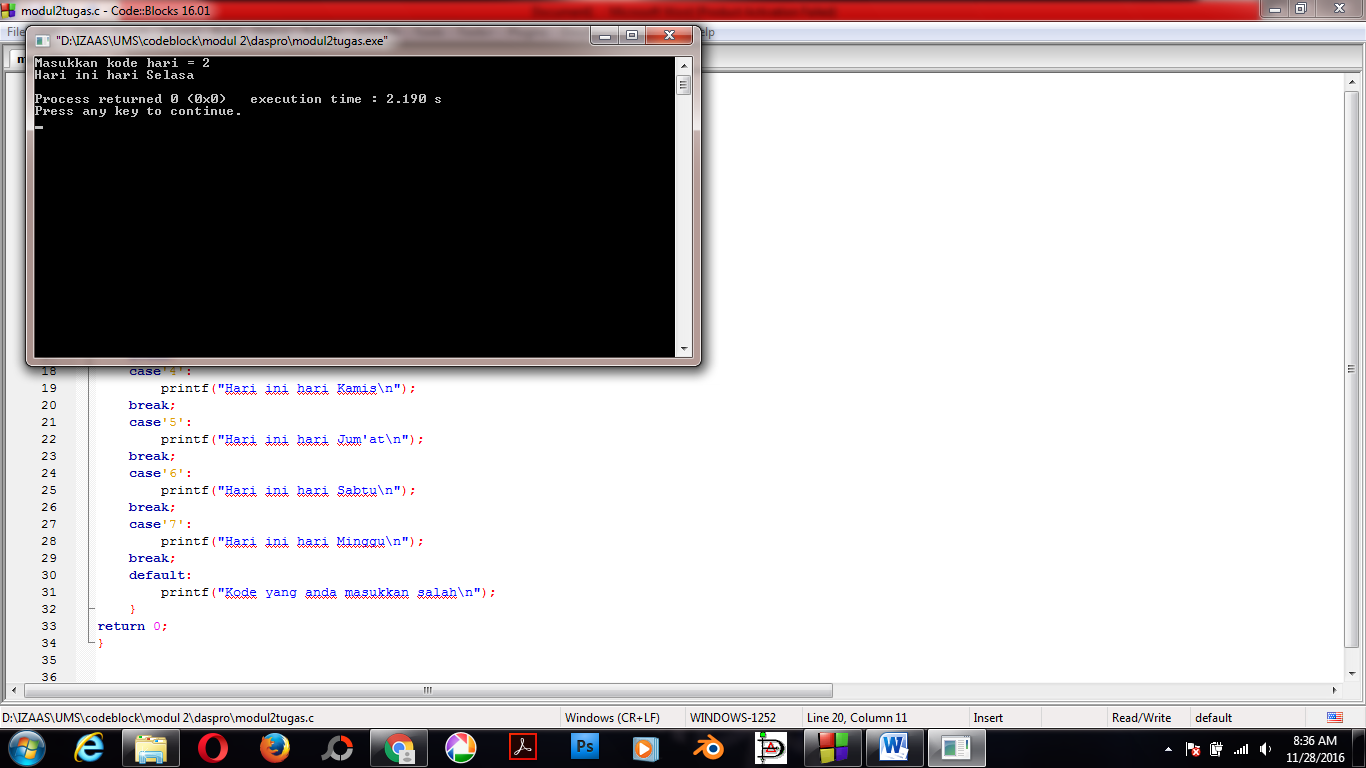 modul2tugas.c - Code::Blocks 16.01
"D:\IZAAS\UMS\codeblock\modul 2\daspro\modul2tugas.exe"
Masukkan kode hari = 2
Hari ini hari Selasa
Process returned 0 (0x0)   execution time : 2.190 s
Press any key to continue.
18 case'4':
19 printf("Hari ini hari Kamis\n");
20 break;
21 case'5':
22 printf("Hari ini hari Jum'at\n");
23 break;
24 case'6':
25 printf("Hari ini hari Sabtu\n");
26 break;
27 case'7':
28 printf("Hari ini hari Minggu\n");
29 break;
30 default:
31 printf("Kode yang anda masukkan salah\n");
32 }
33 return 0;
34 }
35
36
D:\IZAAS\UMS\codeblock\modul 2\daspro\modul2tugas.c Windows (CR+LF) WINDOWS-1252 Line 20, Column 11 Insert Read/Write default
Ps
8:36 AM
11/28/2016